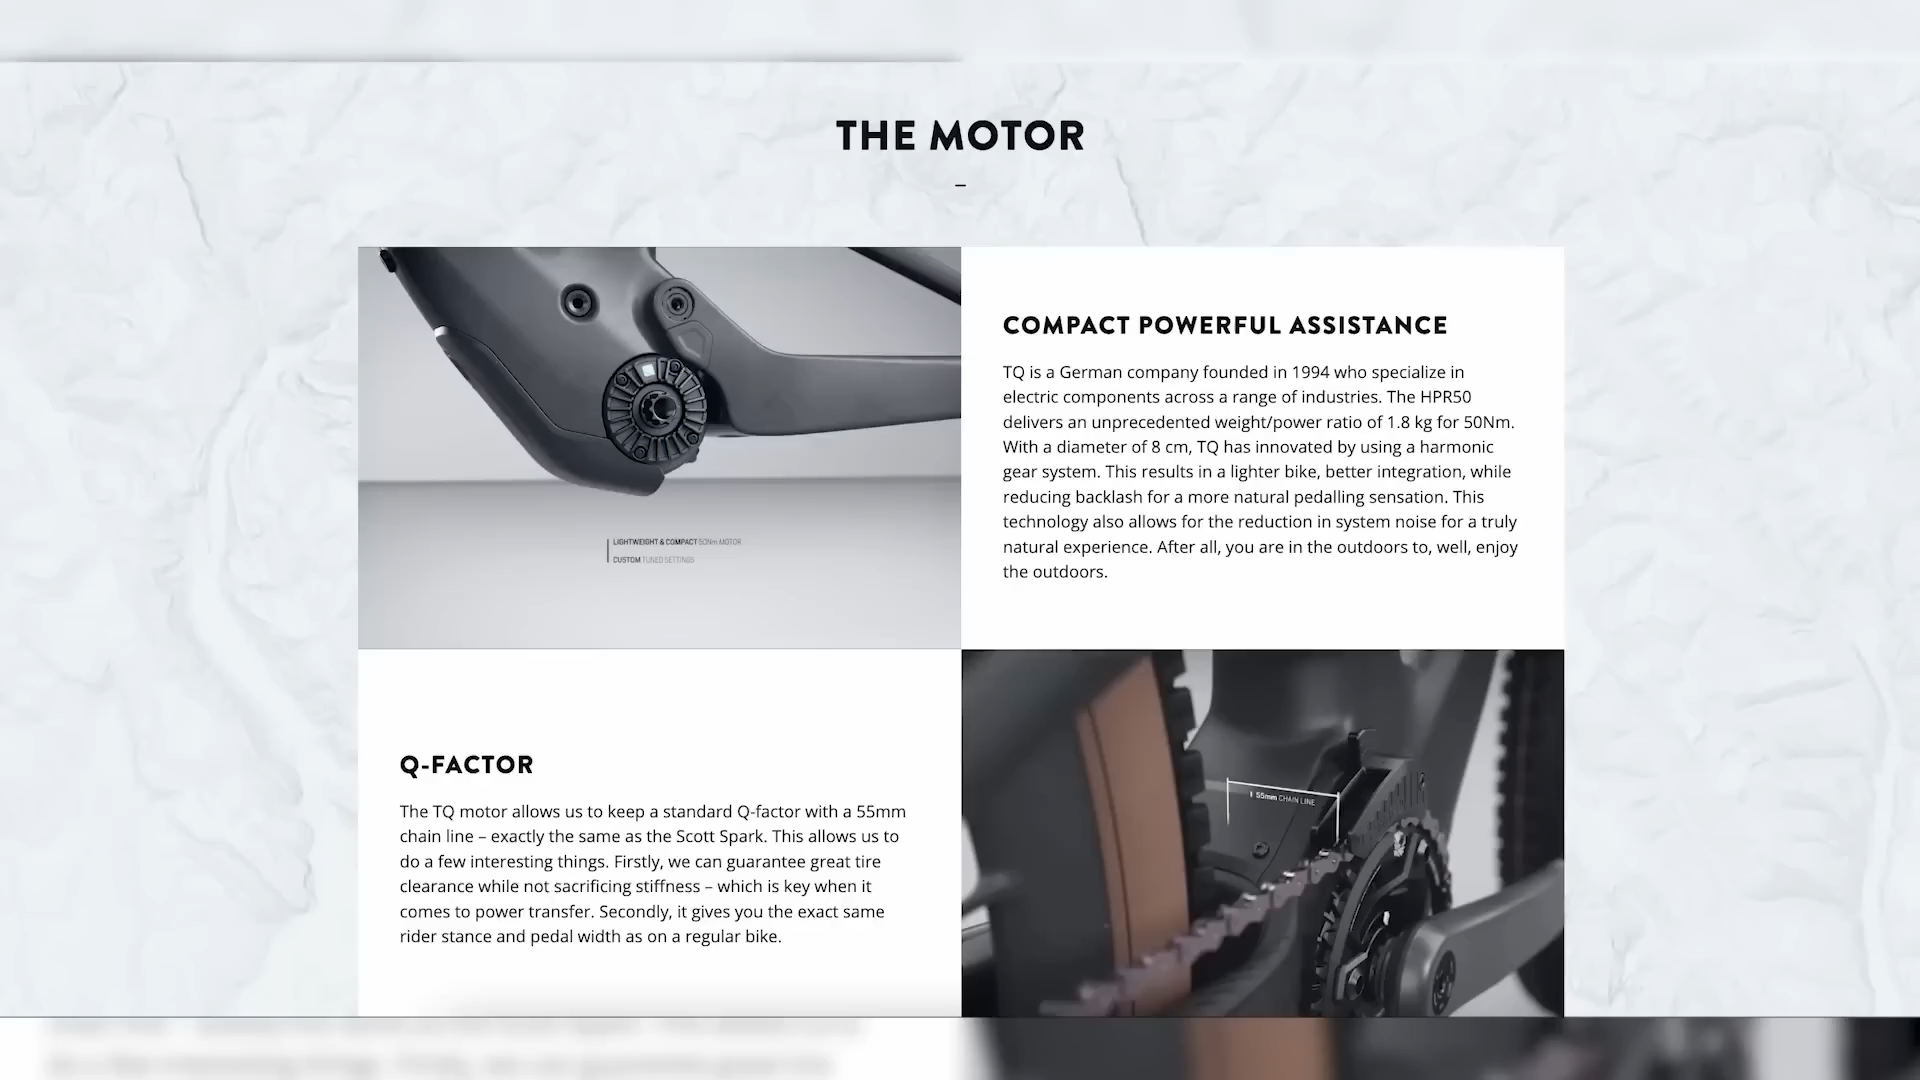 THE MOTOR
–
LIGHTWEIGHT & COMPACT 50Nm MOTOR
CUSTOM TUNED SETTINGS
COMPACT POWERFUL ASSISTANCE
TQ is a German company founded in 1994 who specialize in
electric components across a range of industries. The HPR50
delivers an unprecedented weight/power ratio of 1.8 kg for 50Nm.
With a diameter of 8 cm, TQ has innovated by using a harmonic
gear system. This results in a lighter bike, better integration, while
reducing backlash for a more natural pedalling sensation. This
technology also allows for the reduction in system noise for a truly
natural experience. After all, you are in the outdoors to, well, enjoy
the outdoors.
Q-FACTOR
The TQ motor allows us to keep a standard Q-factor with a 55mm
chain line – exactly the same as the Scott Spark. This allows us to
do a few interesting things. Firstly, we can guarantee great tire
clearance while not sacrificing stiffness – which is key when it
comes to power transfer. Secondly, it gives you the exact same
rider stance and pedal width as on a regular bike.
55mm CHAIN LINE